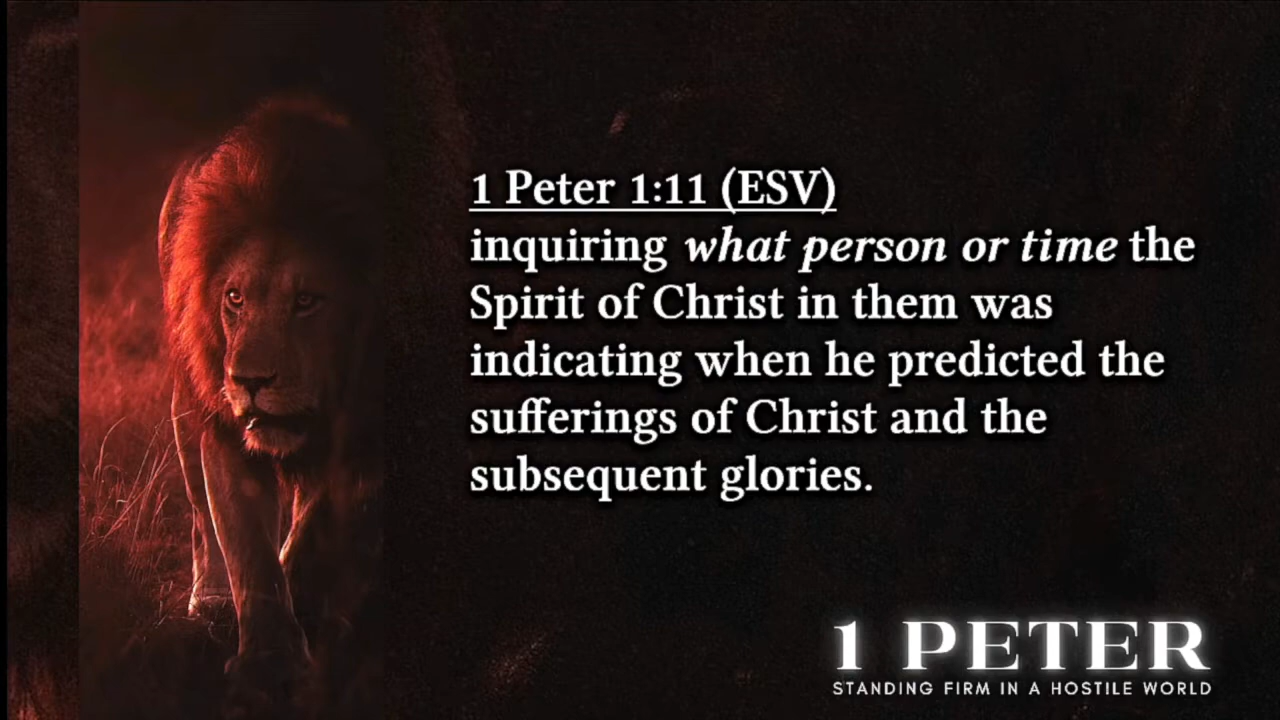 1 Peter 1:11 (ESV)
inquiring what person or time the
Spirit of Christ in them was
indicating when he predicted the
sufferings of Christ and the
subsequent glories.
1 PETER
STANDING FIRM IN A HOSTILE WORLD